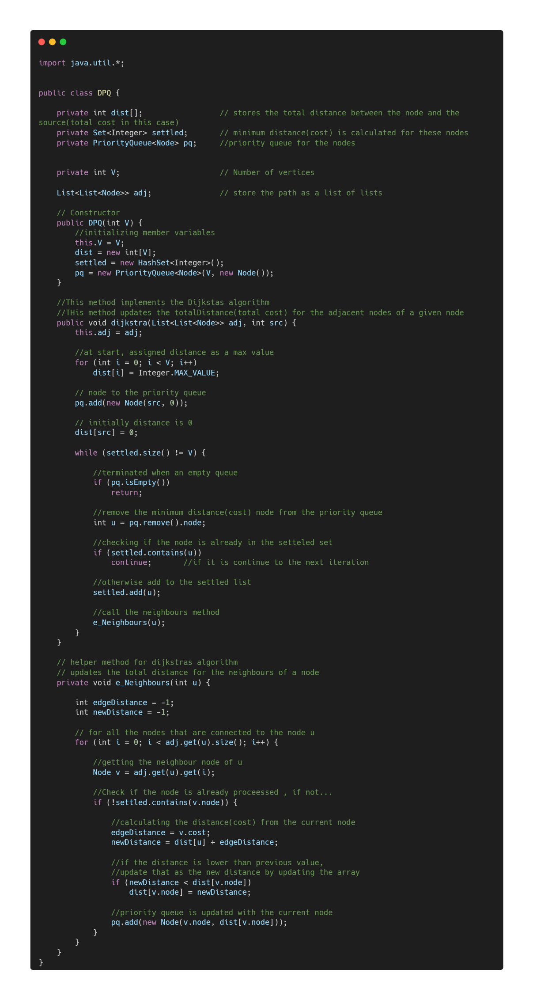 import java.util.*;
public class DPQ {
    private int dist[];                 // stores the total distance between the node and the
source(total cost in this case)
    private Set<Integer> settled;       // minimum distance(cost) is calculated for these nodes
    private PriorityQueue<Node> pq;     //priority queue for the nodes
    private int V;                      // Number of vertices
    List<List<Node>> adj;               // store the path as a list of lists
    // Constructor
    public DPQ(int V) {
        //initializing member variables
        this.V = V;
        dist = new int[V];
        settled = new HashSet<Integer>();
        pq = new PriorityQueue<Node>(V, new Node());
    }
    //This method implements the Dijkstas algorithm
    //THis method updates the totalDistance(total cost) for the adjacent nodes of a given node
    public void dijkstra(List<List<Node>> adj, int src) {
        this.adj = adj;
        //at start, assigned distance as a max value
        for (int i = 0; i < V; i++)
            dist[i] = Integer.MAX_VALUE;
        // node to the priority queue
        pq.add(new Node(src, 0));
        // initially distance is 0
        dist[src] = 0;
        while (settled.size() != V) {
            //terminated when an empty queue
            if (pq.isEmpty())
                return;
            //remove the minimum distance(cost) node from the priority queue
            int u = pq.remove().node;
            //checking if the node is already in the setteled set
            if (settled.contains(u))
                continue;       //if it is continue to the next iteration
            //otherwise add to the settled list
            settled.add(u);
            //call the neighbours method
            e_Neighbours(u);
        }
    }
    // helper method for dijkstras algorithm
    // updates the total distance for the neighbours of a node
    private void e_Neighbours(int u) {
        int edgeDistance = -1;
        int newDistance = -1;
        // for all the nodes that are connected to the node u
        for (int i = 0; i < adj.get(u).size(); i++) {
            //getting the neighbour node of u
            Node v = adj.get(u).get(i);
            //Check if the node is already proceessed , if not...
            if (!settled.contains(v.node)) {
                //calculating the distance(cost) from the current node
                edgeDistance = v.cost;
                newDistance = dist[u] + edgeDistance;
                //if the distance is lower than previous value,
                //update that as the new distance by updating the array
                if (newDistance < dist[v.node])
                    dist[v.node] = newDistance;
                //priority queue is updated with the current node
                pq.add(new Node(v.node, dist[v.node]));
            }
        }
    }
}